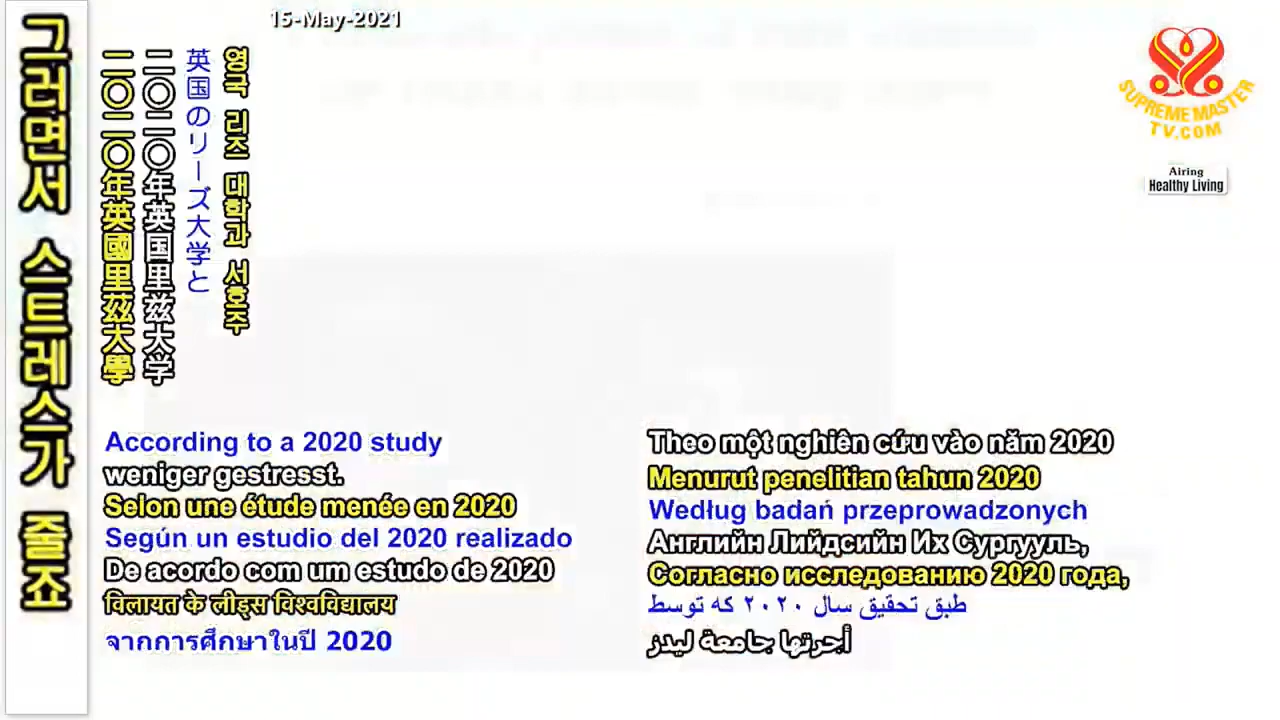 15-May-2021
그러면서 스트레스가 줄죠
二〇二〇年英國里茲大學
二〇二〇年英国里兹大学
英国のリーズ大学と
영국 리즈 대학과 서호주
SUPREME MASTER
TV.COM
Airing
Healthy Living
According to a 2020 study
weniger gestresst.
Selon une étude menée en 2020
Según un estudio del 2020 realizado
De acordo com um estudo de 2020
विलायत के लीड्स विश्वविद्यालय
จากการศึกษาในปี 2020
Theo một nghiên cứu vào năm 2020
Menurut penelitian tahun 2020
Według badań przeprowadzonych
Английн Лийдсийн Их Сургууль,
Согласно исследованию 2020 года,
طبق تحقیق سال ۲۰۲۰ که توسط
أجرتها جامعة ليدز